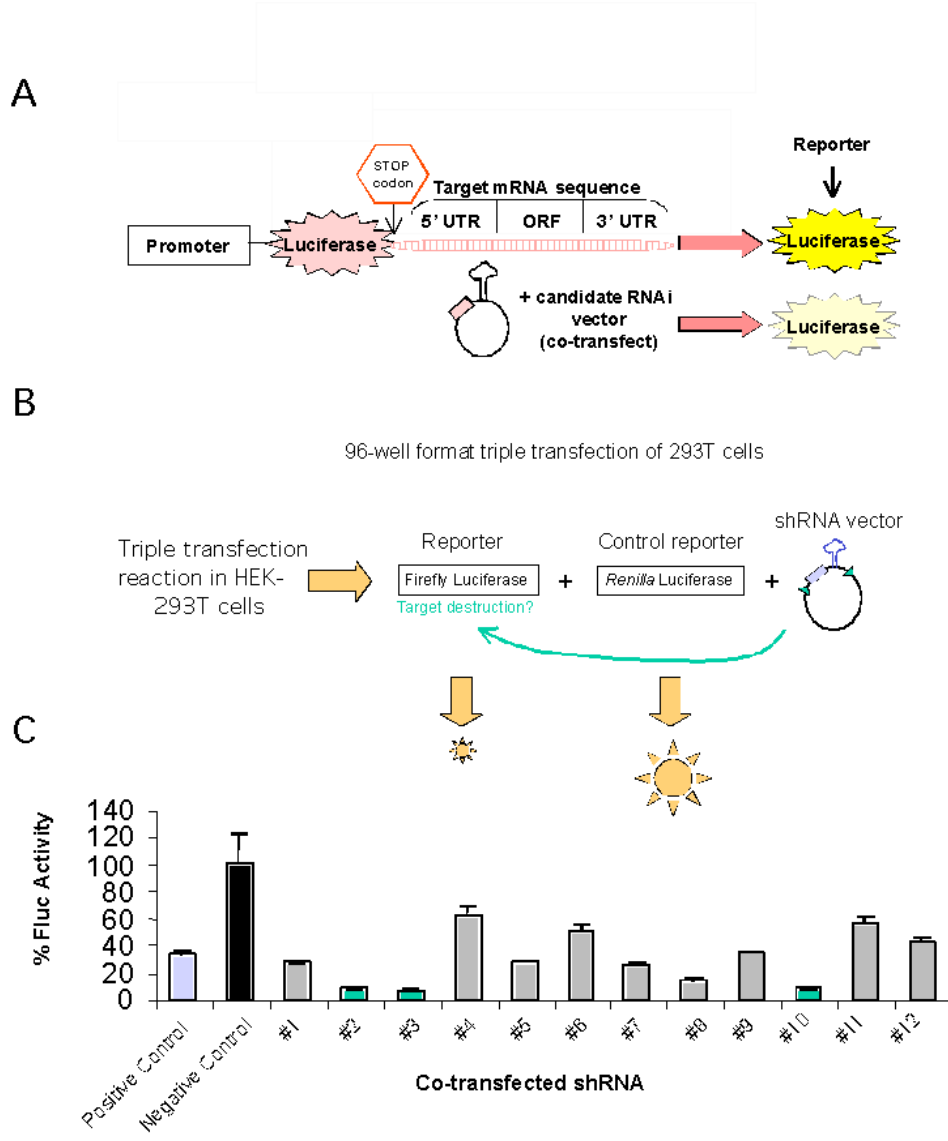 A
Reporter
STOP
codon
Target mRNA sequence
5' UTR ORF 3' UTR
Promoter
Luciferase
Luciferase
+ candidate RNAi
vector
(co-transfect)
Luciferase
B
96-well format triple transfection of 293T cells
shRNA vector
Triple transfection
reaction in HEK-
293T cells
Reporter
Control reporter
Firefly Luciferase
+
Renilla Luciferase
+
Target destruction?
C
% Fluc Activity
140
120
100
80
60
40
20
0
Positive Control
Negative Control
#1
#2
#3
#4
#5
#6
#7
#8
#9
#10
#11
#12
Co-transfected shRNA